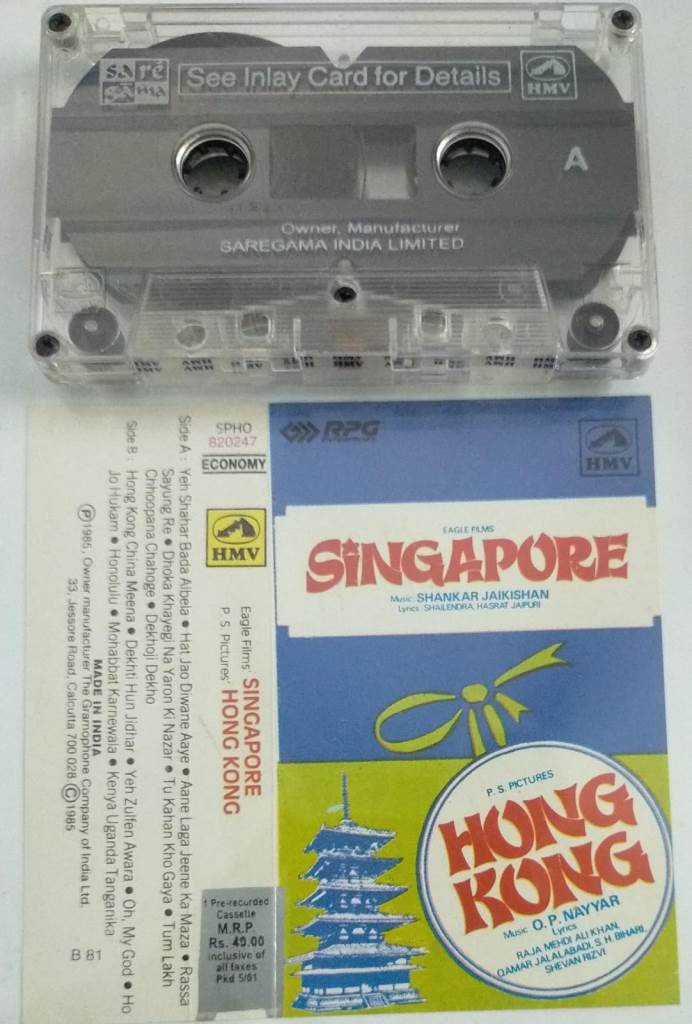 saré
sama
See Inlay Card for Details
HMV
A
Owner, Manufacturer
SAREGAMA INDIA LIMITED
RPG
HMV
EAGLE FILMS
SINGAPORE
Music: SHANKAR JAIKISHAN
Lyrics: SHAILENDRA, HASRAT JAIPURI
P. S. PICTURES
HONG
KONG
Music O. P. NAYYAR
Lyrics
RAJA MEHDI ALI KHAN,
QAMAR JALALABADI, S. H. BIHARI,
SHEVAN RIZVI
SPHO
820247
ECONOMY
HMV
Eagle Films' SINGAPORE
P. S. Pictures' HONG KONG
1 Pre-recorded
Cassette
M.R.P.
Rs. 40.00
inclusive of
all taxes
Pkd 5/01
Side A : Yeh Shahar Bada Albela ● Hat Jao Diwane Aaye ● Aane Laga Jeene Ka Maza ● Rassa
Sayung Re ● Dhoka Khayegi Na Yaron Ki Nazar ● Tu Kahan Kho Gaya ● Tum Lakh
Chhoopana Chahoge ● Dekhoji Dekho
Side B : Hong Kong China Meena ● Dekhti Hun Jidhar ● Yeh Zulfen Awara ● Oh, My God ● Ho
Jo Hukam ● Honolulu ● Mohabbat Karnewala ● Kenya Uganda Tanganika
MADE IN INDIA
Ⓟ1985, Owner manufacturer The Gramophone Company of India Ltd.
33, Jessore Road, Calcutta 700 028 ©1985
B 81